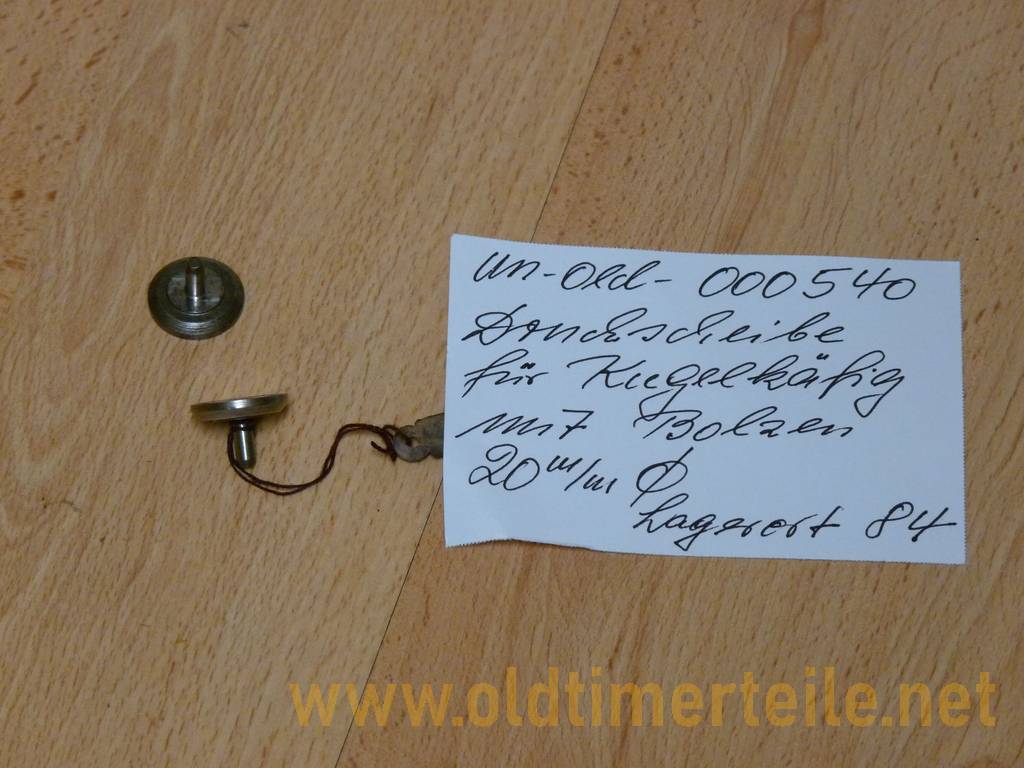 un-old-000540
Druckscheibe
für Kugelkäfig
mit Bolzen
20 m/m Ø
Lagerort 84
www.oldtimerteile.net